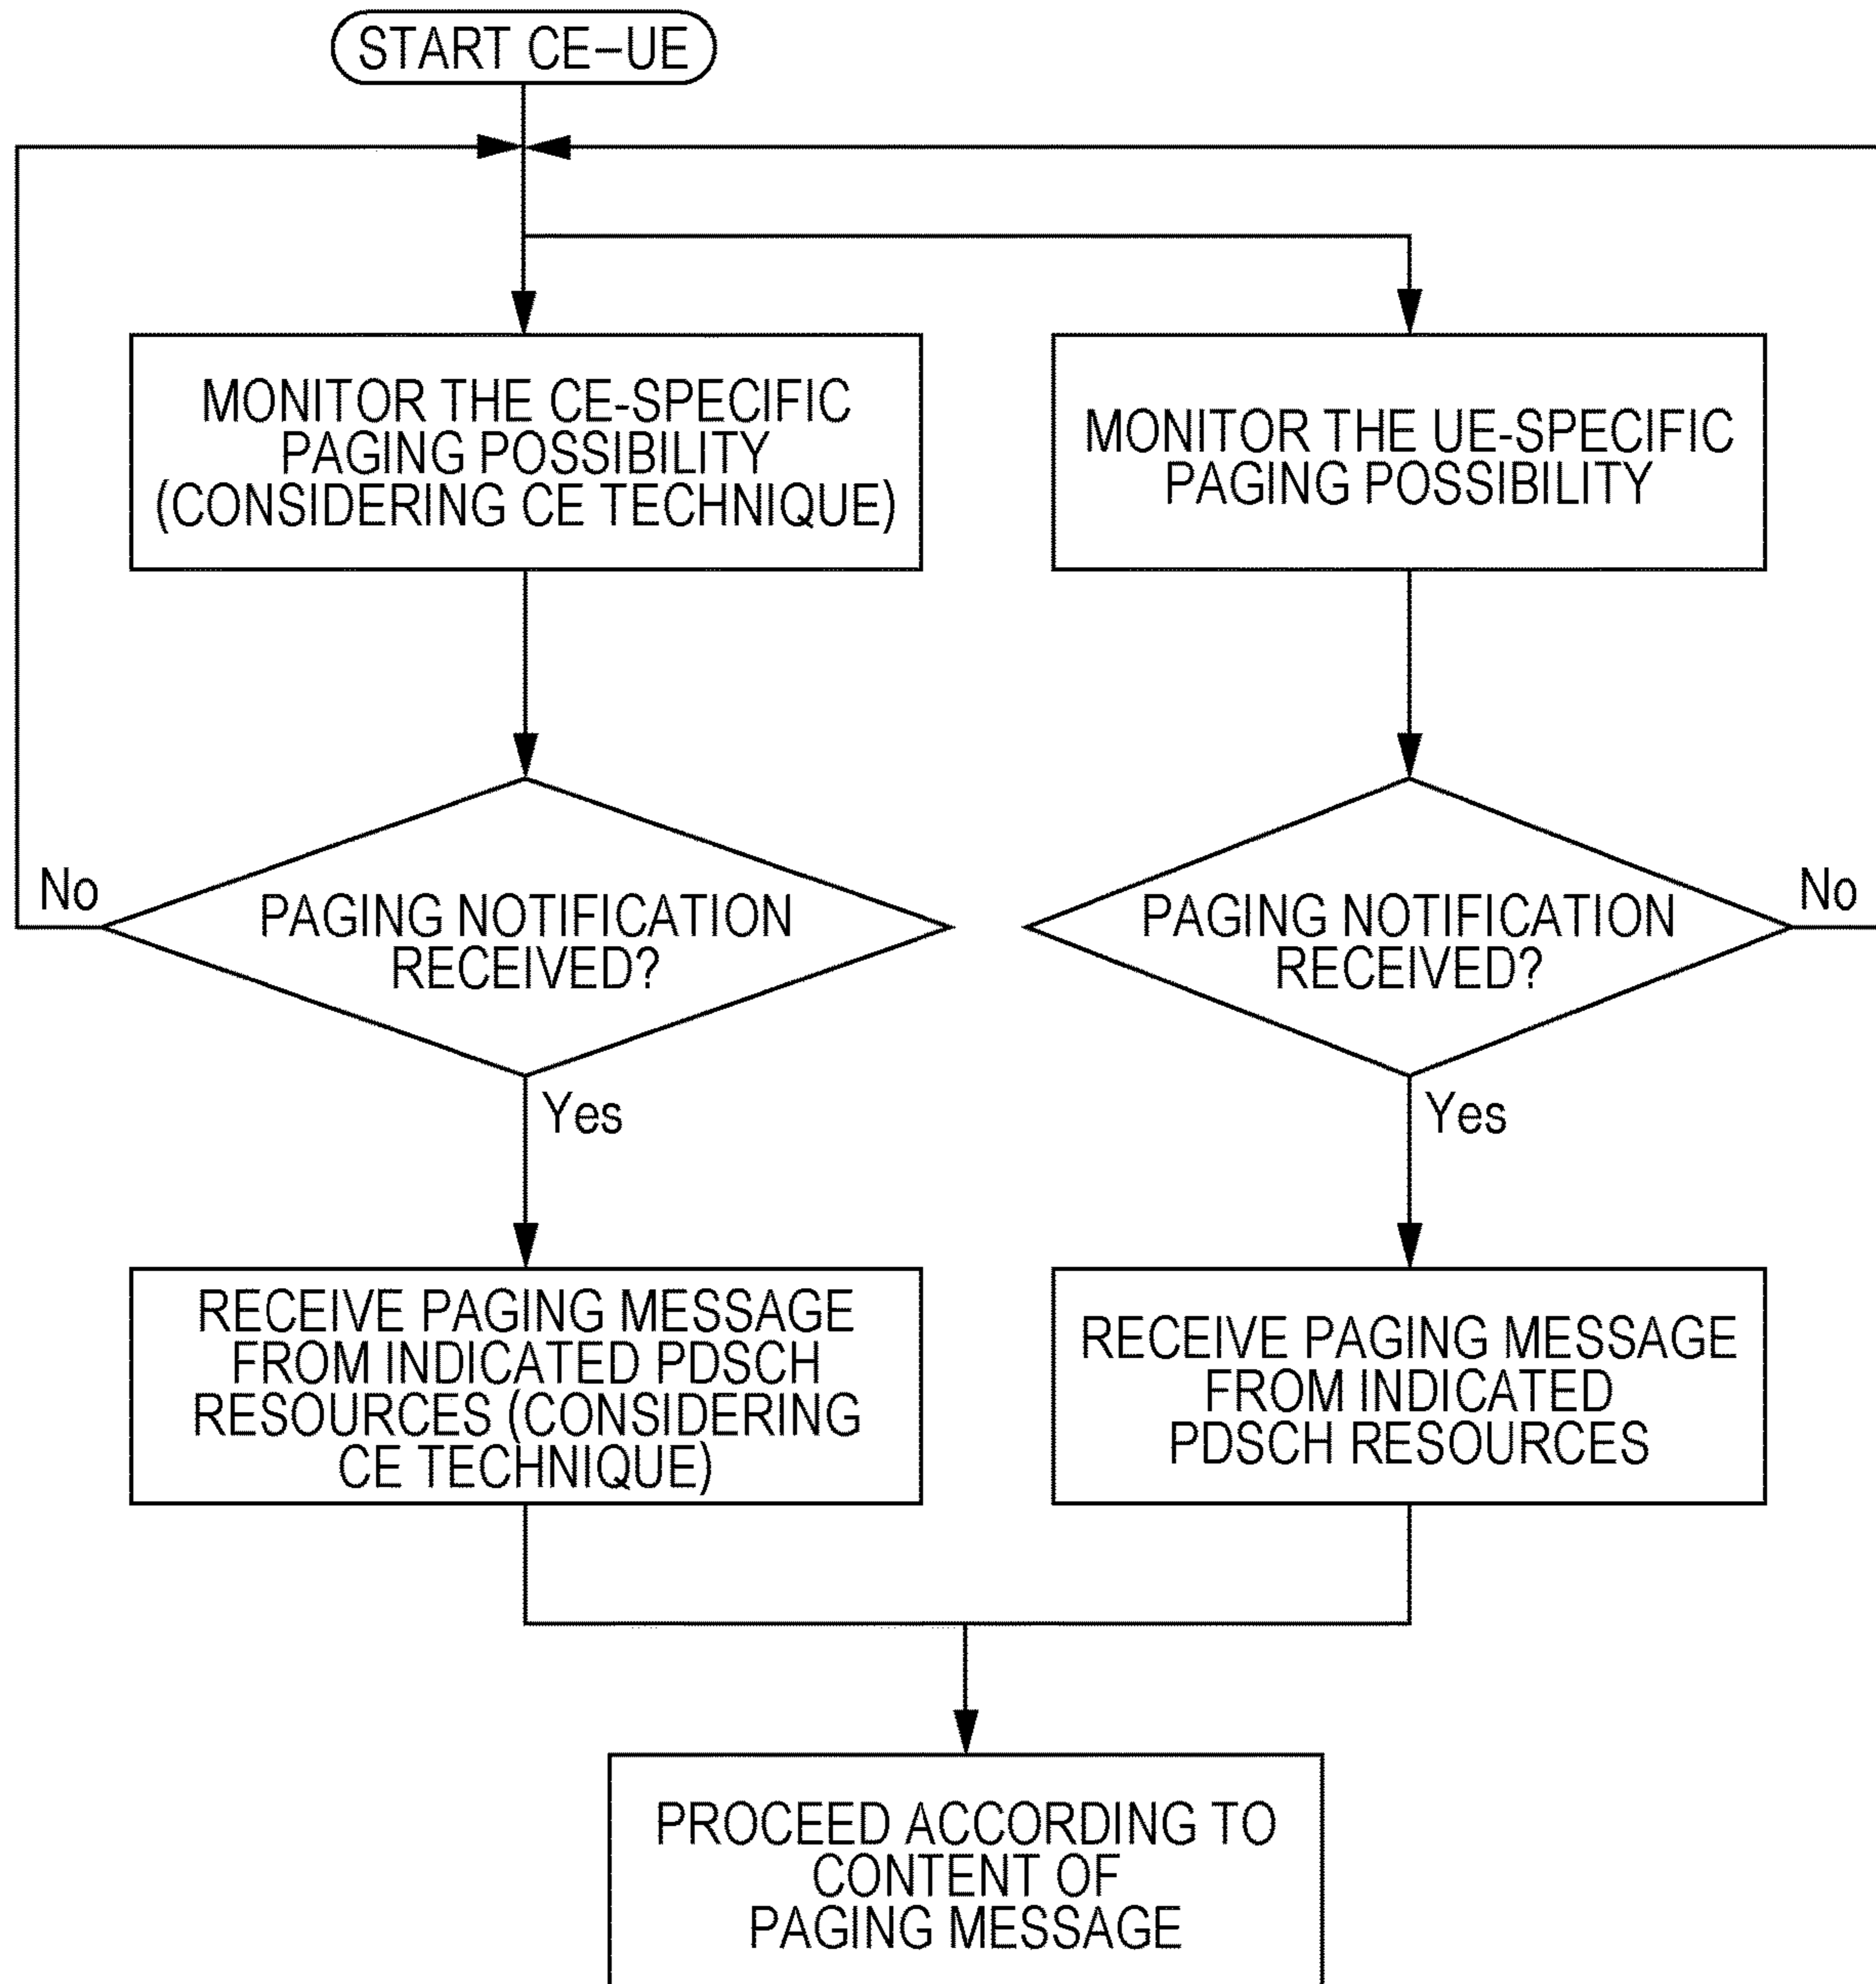 START CE–UE
MONITOR THE CE-SPECIFIC
PAGING POSSIBILITY
(CONSIDERING CE TECHNIQUE)
MONITOR THE UE-SPECIFIC
PAGING POSSIBILITY
No
PAGING NOTIFICATION
RECEIVED?
PAGING NOTIFICATION
RECEIVED?
No
Yes
Yes
RECEIVE PAGING MESSAGE
FROM INDICATED PDSCH
RESOURCES (CONSIDERING
CE TECHNIQUE)
RECEIVE PAGING MESSAGE
FROM INDICATED
PDSCH RESOURCES
PROCEED ACCORDING TO
CONTENT OF
PAGING MESSAGE